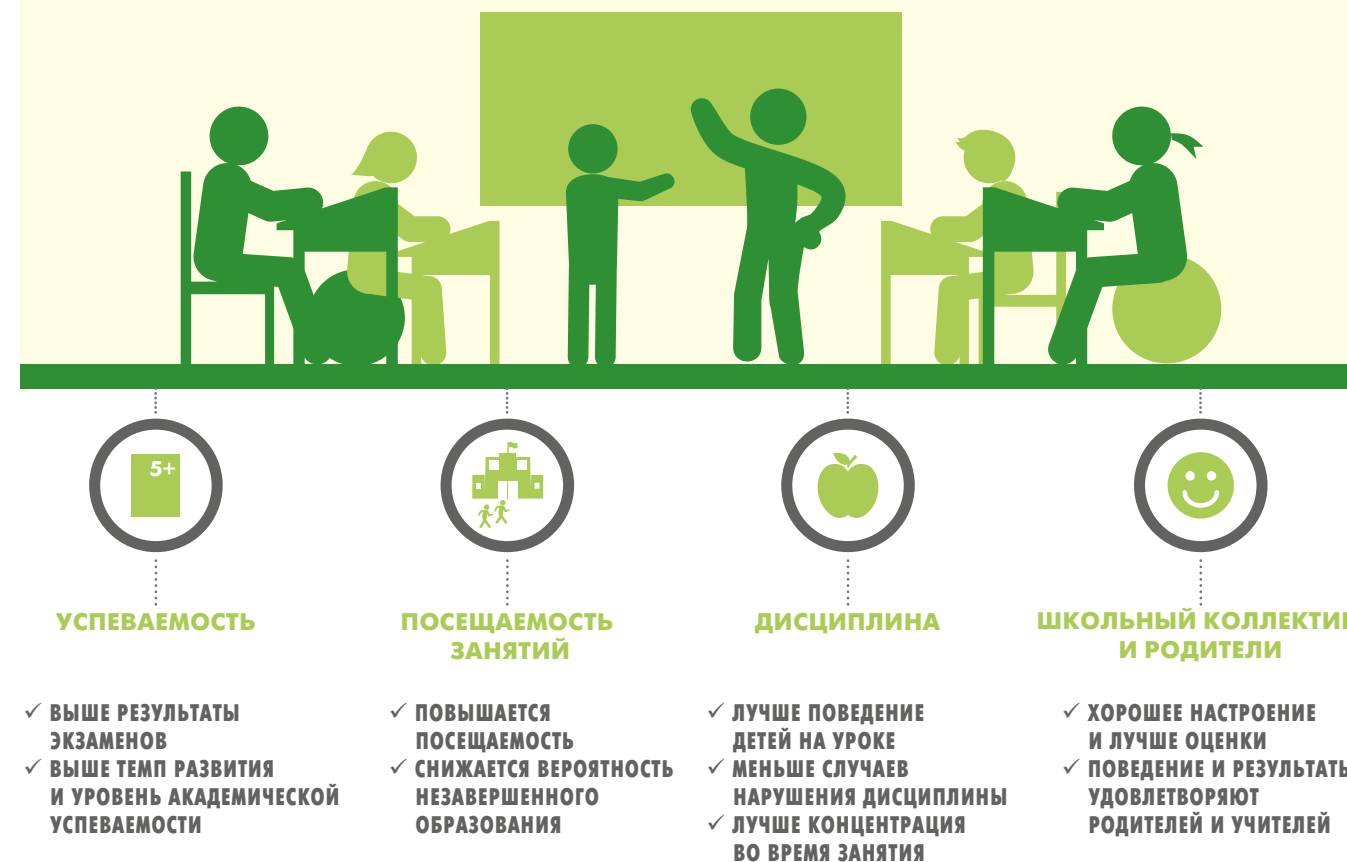 5+
УСПЕВАЕМОСТЬ
✓ ВЫШЕ РЕЗУЛЬТАТЫ
ЭКЗАМЕНОВ
✓ ВЫШЕ ТЕМП РАЗВИТИЯ
И УРОВЕНЬ АКАДЕМИЧЕСКОЙ
УСПЕВАЕМОСТИ
ПОСЕЩАЕМОСТЬ
ЗАНЯТИЙ
✓ ПОВЫШАЕТСЯ
ПОСЕЩАЕМОСТЬ
✓ СНИЖАЕТСЯ ВЕРОЯТНОСТЬ
НЕЗАВЕРШЕННОГО
ОБРАЗОВАНИЯ
ДИСЦИПЛИНА
✓ ЛУЧШЕ ПОВЕДЕНИЕ
ДЕТЕЙ НА УРОКЕ
✓ МЕНЬШЕ СЛУЧАЕВ
НАРУШЕНИЯ ДИСЦИПЛИНЫ
✓ ЛУЧШЕ КОНЦЕНТРАЦИЯ
ВО ВРЕМЯ ЗАНЯТИЯ
ШКОЛЬНЫЙ КОЛЛЕКТИВ
И РОДИТЕЛИ
✓ ХОРОШЕЕ НАСТРОЕНИЕ
И ЛУЧШЕ ОЦЕНКИ
✓ ПОВЕДЕНИЕ И РЕЗУЛЬТАТЫ
УДОВЛЕТВОРЯЮТ
РОДИТЕЛЕЙ И УЧИТЕЛЕЙ